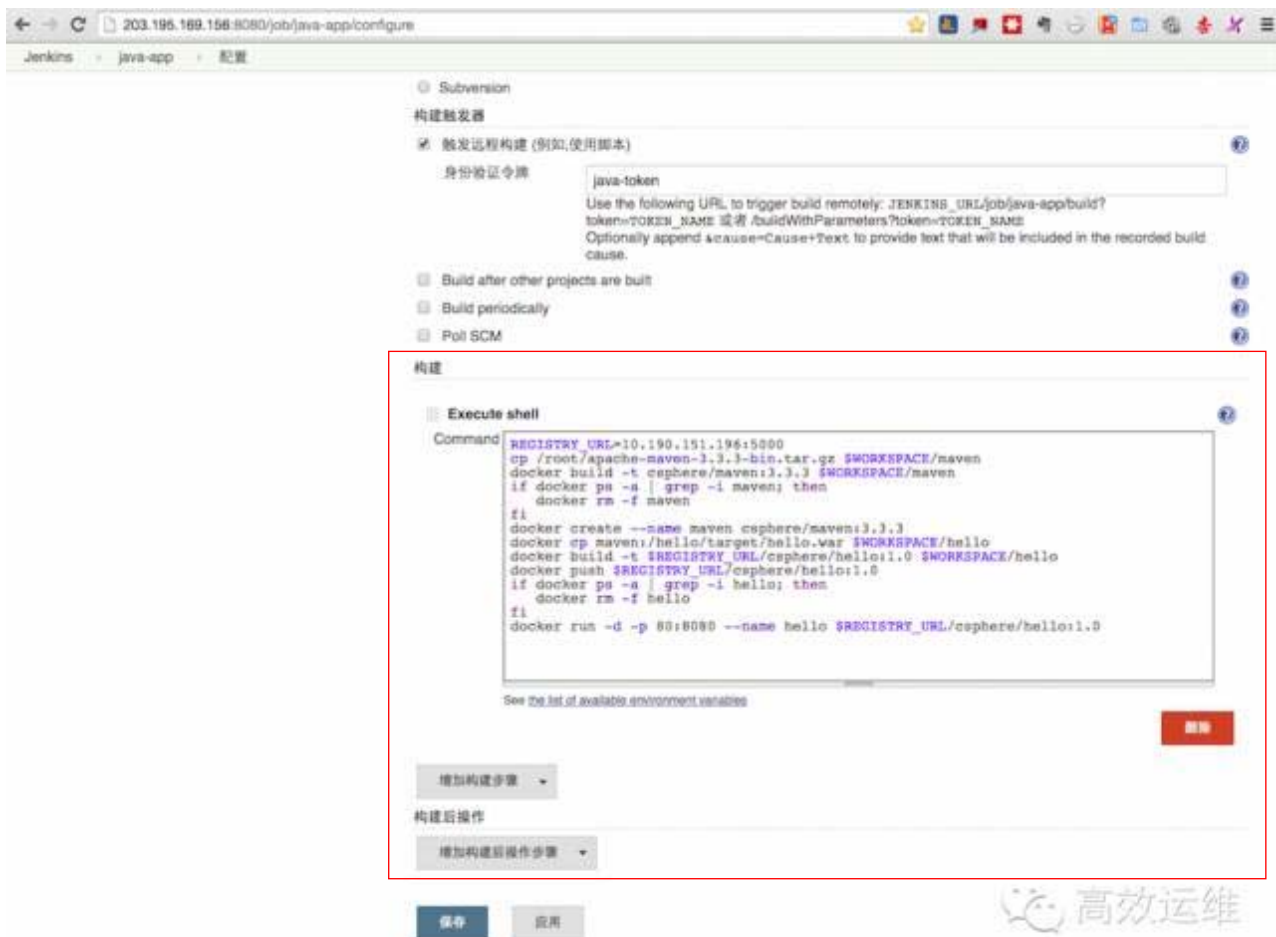 203.195.169.156:8080/job/java-app/configure
Jenkins java-app 配置
Subversion
构建触发器
触发远程构建 (例如,使用脚本)
身份验证令牌
java-token
Use the following URL to trigger build remotely: JENKINS_URL/job/java-app/build?
token=TOKEN_NAME 或者 /buildWithParameters?token=TOKEN_NAME
Optionally append &cause=Cause+Text to provide text that will be included in the recorded build
cause.
Build after other projects are built
Build periodically
Poll SCM
构建
Execute shell
Command
REGISTRY_URL=10.190.151.196:5000
cp /root/apache-maven-3.3.3-bin.tar.gz $WORKSPACE/maven
docker build -t csphere/maven:3.3.3 $WORKSPACE/maven
if docker ps -a | grep -i maven; then
docker rm -f maven
fi
docker create --name maven csphere/maven:3.3.3
docker cp maven:/hello/target/hello.war $WORKSPACE/hello
docker build -t $REGISTRY_URL/csphere/hello:1.0 $WORKSPACE/hello
docker push $REGISTRY_URL/csphere/hello:1.0
if docker ps -a | grep -i hello; then
docker rm -f hello
fi
docker run -d -p 80:8080 --name hello $REGISTRY_URL/csphere/hello:1.0
See the list of available environment variables
删除
增加构建步骤
构建后操作
增加构建后操作步骤
保存 应用
高效运维